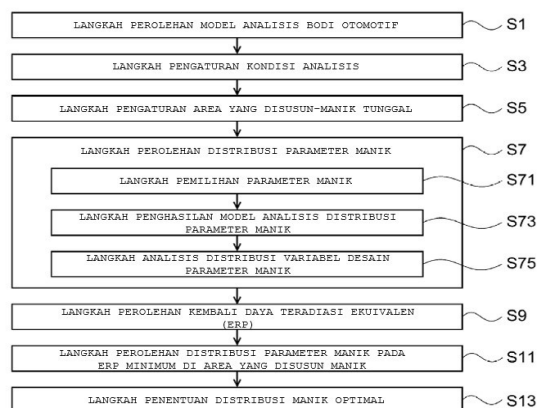 LANGKAH PEROLEHAN MODEL ANALISIS BODI OTOMOTIF
S1
LANGKAH PENGATURAN KONDISI ANALISIS
S3
LANGKAH PENGATURAN AREA YANG DISUSUN-MANIK TUNGGAL
S5
LANGKAH PEROLEHAN DISTRIBUSI PARAMETER MANIK
S7
LANGKAH PEMILIHAN PARAMETER MANIK
S71
LANGKAH PENGHASILAN MODEL ANALISIS DISTRIBUSI
PARAMETER MANIK
S73
LANGKAH ANALISIS DISTRIBUSI VARIABEL DESAIN
PARAMETER MANIK
S75
LANGKAH PEROLEHAN KEMBALI DAYA TERADIASI EKUIVALEN
(ERP)
S9
LANGKAH PEROLEHAN DISTRIBUSI PARAMETER MANIK PADA
ERP MINIMUM DI AREA YANG DISUSUN MANIK
S11
LANGKAH PENENTUAN DISTRIBUSI MANIK OPTIMAL
S13